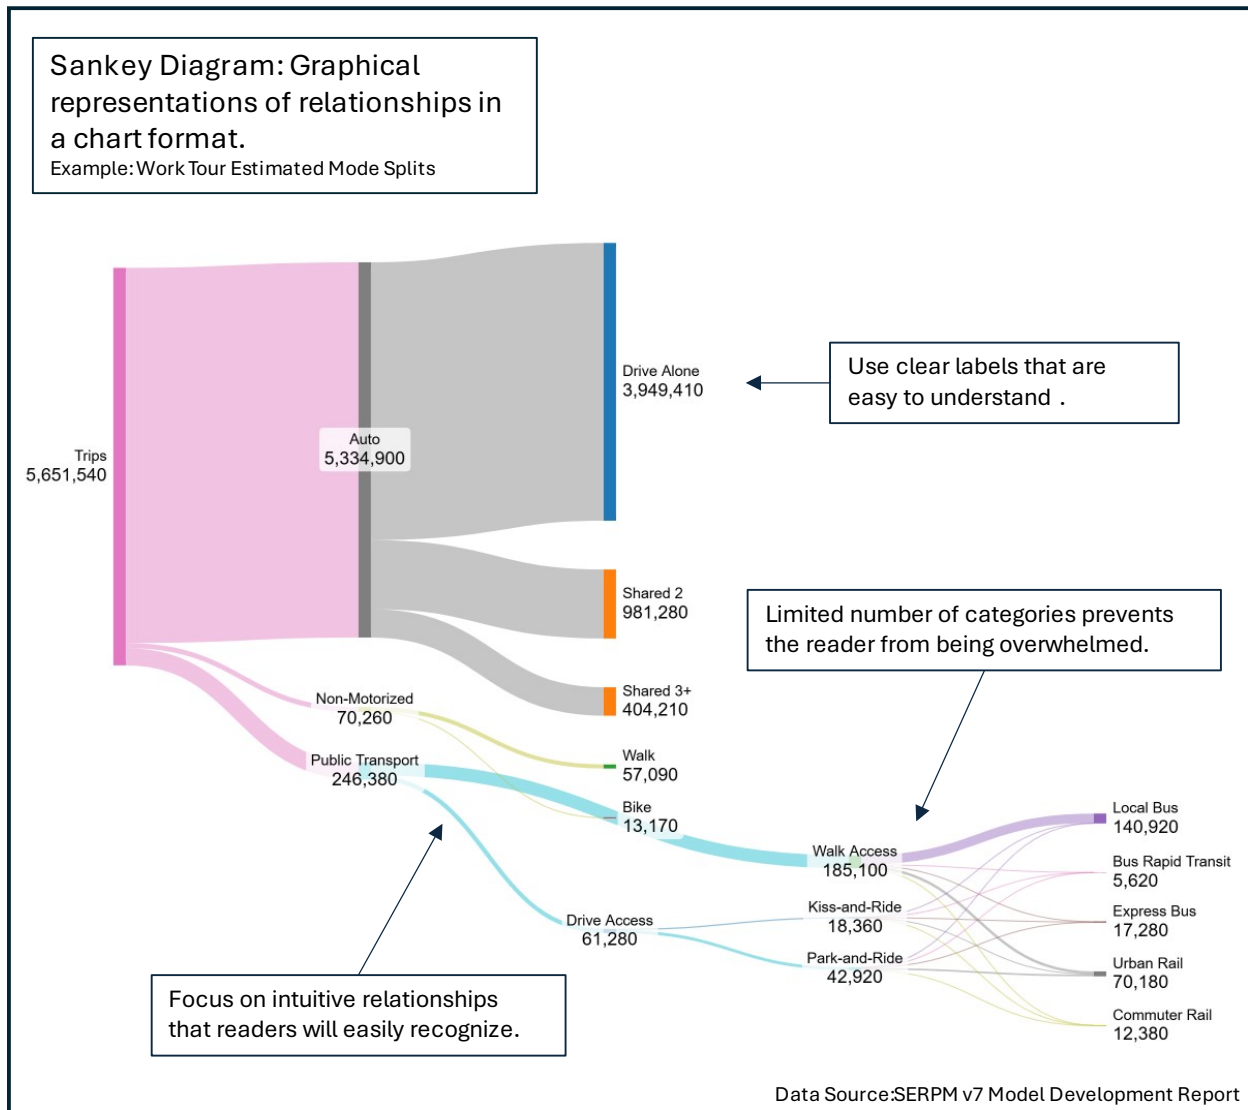 Sankey Diagram: Graphical
representations of relationships in
a chart format.
Example: Work Tour Estimated Mode Splits
Drive Alone
3,949,410
Use clear labels that are
easy to understand .
Auto
5,334,900
Trips
5,651,540
Shared 2
981,280
Limited number of categories prevents
the reader from being overwhelmed.
Shared 3+
404,210
Non-Motorized
70,260
Public Transport
246,380
Walk
57,090
Bike
13,170
Local Bus
140,920
Walk Access
185,100
Bus Rapid Transit
5,620
Kiss-and-Ride
18,360
Express Bus
17,280
Drive Access
61,280
Park-and-Ride
42,920
Urban Rail
70,180
Commuter Rail
12,380
Focus on intuitive relationships
that readers will easily recognize.
Data Source:SERPM v7 Model Development Report